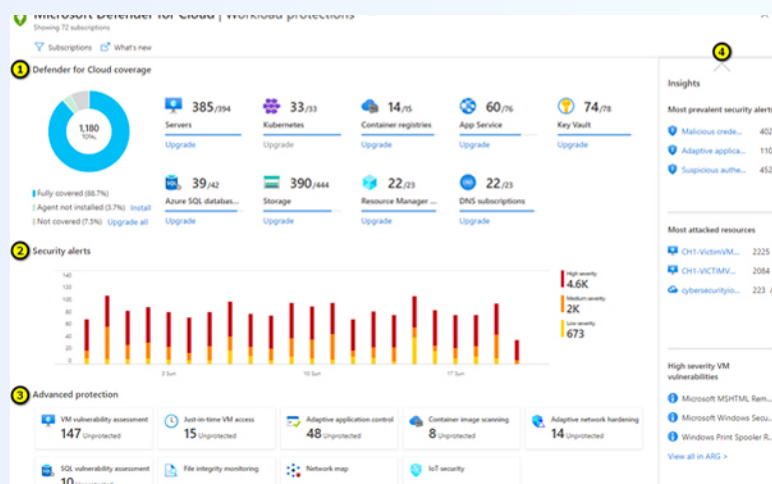 Microsoft Defender for Cloud | Workload protections
Showing 72 subscriptions
Subscriptions What's new
1 Defender for Cloud coverage
1,180
TOTAL
Fully covered (88.7%)
Agent not installed (3.7%) Install
Not covered (7.5%) Upgrade all
385/394
Servers
Upgrade
33/33
Kubernetes
Upgrade
14/15
Container registries
Upgrade
60/76
App Service
Upgrade
74/78
Key Vault
Upgrade
39/42
Azure SQL databas...
Upgrade
390/444
Storage
Upgrade
22/23
Resource Manager ...
Upgrade
22/23
DNS subscriptions
Upgrade
2 Security alerts
140
120
100
80
60
40
20
0
3 Sun
10 Sun
17 Sun
High severity
4.6K
Medium severity
2K
Low severity
673
3 Advanced protection
VM vulnerability assessment
147 Unprotected
Just-in-time VM access
15 Unprotected
Adaptive application control
48 Unprotected
Container image scanning
8 Unprotected
Adaptive network hardening
14 Unprotected
SQL vulnerability assessment
10 Unprotected
File integrity monitoring
Network map
IoT security
4
Insights
Most prevalent security alerts
Malicious crede... 402
Adaptive applica... 110
Suspicious authe... 452
Most attacked resources
CH1-VictimVM... 2225
CH1-VICTIMV... 2084
cybersecurityio... 223 A
High severity VM
vulnerabilities
Microsoft MSHTML Rem...
Microsoft Windows Secu...
Windows Print Spooler R...
View all in ARG >